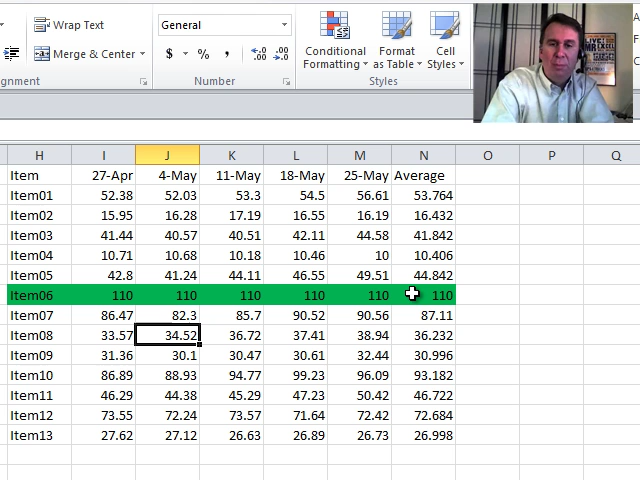 Wrap Text
General
Merge & Center
$ % , .00 .0
Conditional Formatting
Format as Table
Cell Styles
gnment
Number
Styles
LIVE!
MR EXCEL
H I J K L M N O P Q
Item 27-Apr 4-May 11-May 18-May 25-May Average
Item01 52.38 52.03 53.3 54.5 56.61 53.764
Item02 15.95 16.28 17.19 16.55 16.19 16.432
Item03 41.44 40.57 40.51 42.11 44.58 41.842
Item04 10.71 10.68 10.18 10.46 10 10.406
Item05 42.8 41.24 44.11 46.55 49.51 44.842
Item06 110 110 110 110 110 110
Item07 86.47 82.3 85.7 90.52 90.56 87.11
Item08 33.57 34.52 36.72 37.41 38.94 36.232
Item09 31.36 30.1 30.47 30.61 32.44 30.996
Item10 86.89 88.93 94.77 99.23 96.09 93.182
Item11 46.29 44.38 45.29 47.23 50.42 46.722
Item12 73.55 72.24 73.57 71.64 72.42 72.684
Item13 27.62 27.12 26.63 26.89 26.73 26.998